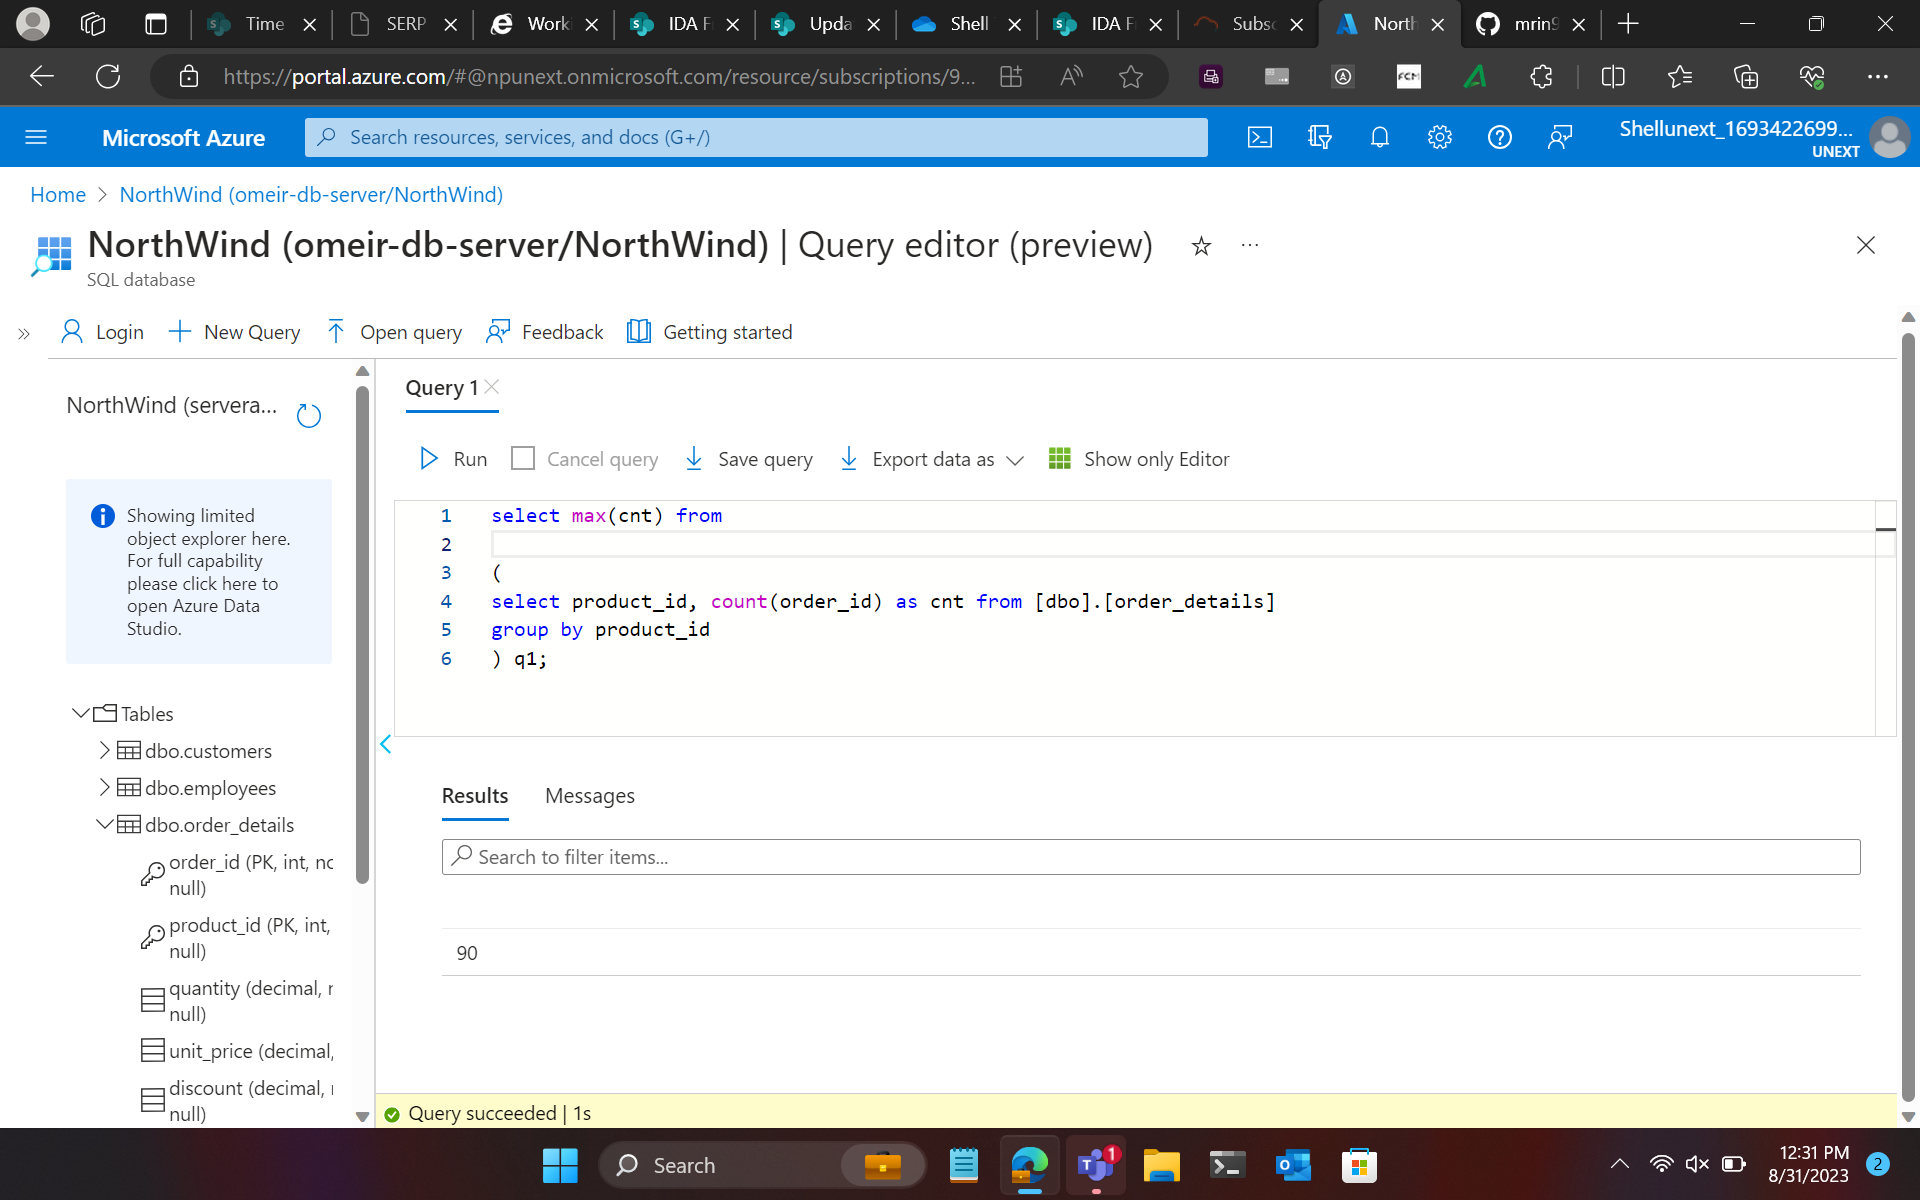 Time
SERP
Worki
IDA F
Upda
Shell
IDA F
Subsc
North
mrin9
https://portal.azure.com/#@npunext.onmicrosoft.com/resource/subscriptions/9...
FCM
Microsoft Azure
Search resources, services, and docs (G+/)
Shellunext_1693422699...
UNEXT
Home > NorthWind (omeir-db-server/NorthWind)
NorthWind (omeir-db-server/NorthWind) | Query editor (preview)
...
SQL database
Login
New Query
Open query
Feedback
Getting started
NorthWind (servera...
Showing limited
object explorer here.
For full capability
please click here to
open Azure Data
Studio.
Tables
dbo.customers
dbo.employees
dbo.order_details
order_id (PK, int, no
null)
product_id (PK, int,
null)
quantity (decimal, n
null)
unit_price (decimal,
discount (decimal, n
null)
Query 1
Run
Cancel query
Save query
Export data as
Show only Editor
1 select max(cnt) from
2
3 (
4 select product_id, count(order_id) as cnt from [dbo].[order_details]
5 group by product_id
6 ) q1;
Results
Messages
Search to filter items...
90
Query succeeded | 1s
Search
1
12:31 PM
8/31/2023
2